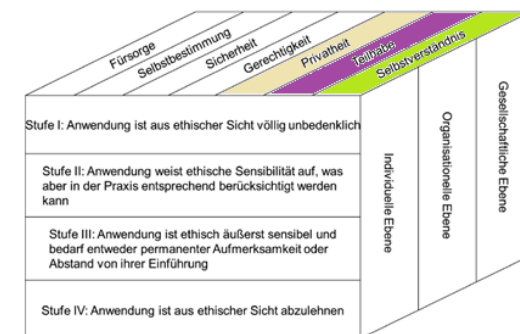 Fürsorge
Selbstbestimmung
Sicherheit
Gerechtigkeit
Privatheit
Teilhabe
Selbstverständnis
Stufe I: Anwendung ist aus ethischer Sicht völlig unbedenklich
Stufe II: Anwendung weist ethische Sensibilität auf, was
aber in der Praxis entsprechend berücksichtigt werden
kann
Stufe III: Anwendung ist ethisch äußerst sensibel und
bedarf entweder permanenter Aufmerksamkeit oder
Abstand von ihrer Einführung
Stufe IV: Anwendung ist aus ethischer Sicht abzulehnen
Individuelle Ebene
Organisationelle Ebene
Gesellschaftliche Ebene